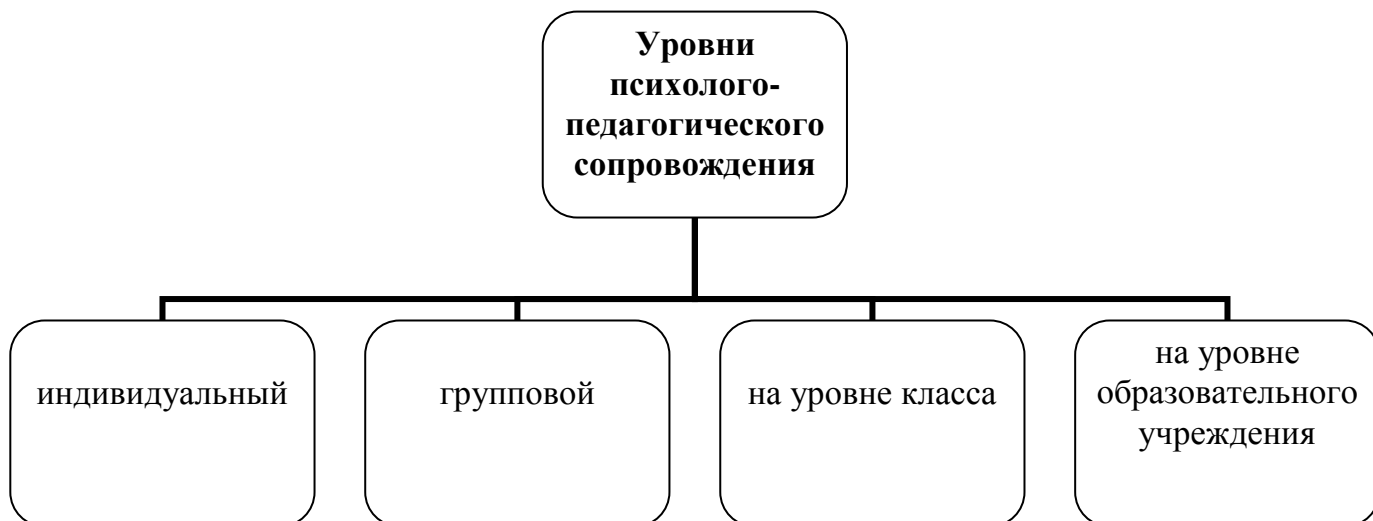 Уровни
психолого-
педагогического
сопровождения
индивидуальный
групповой
на уровне класса
на уровне
образовательного
учреждения